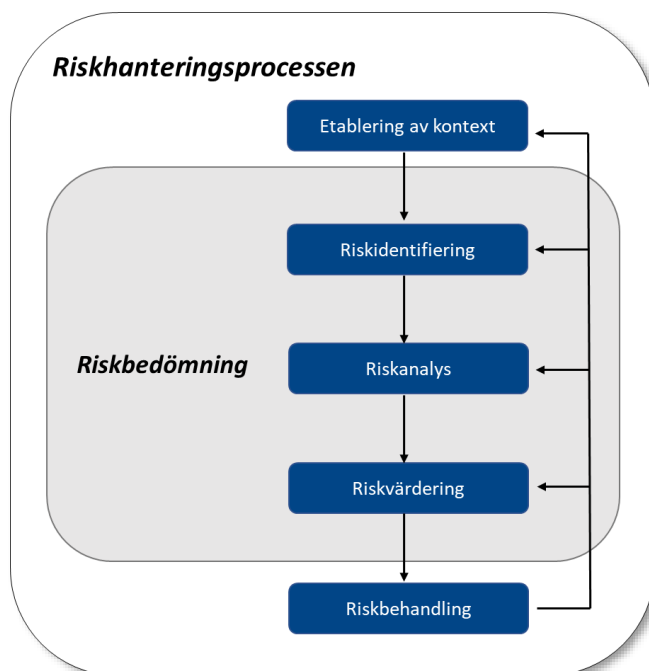 Riskhanteringsprocessen
Etablering av kontext
Riskidentifiering
Riskbedömning
Riskanalys
Riskvärdering
Riskbehandling